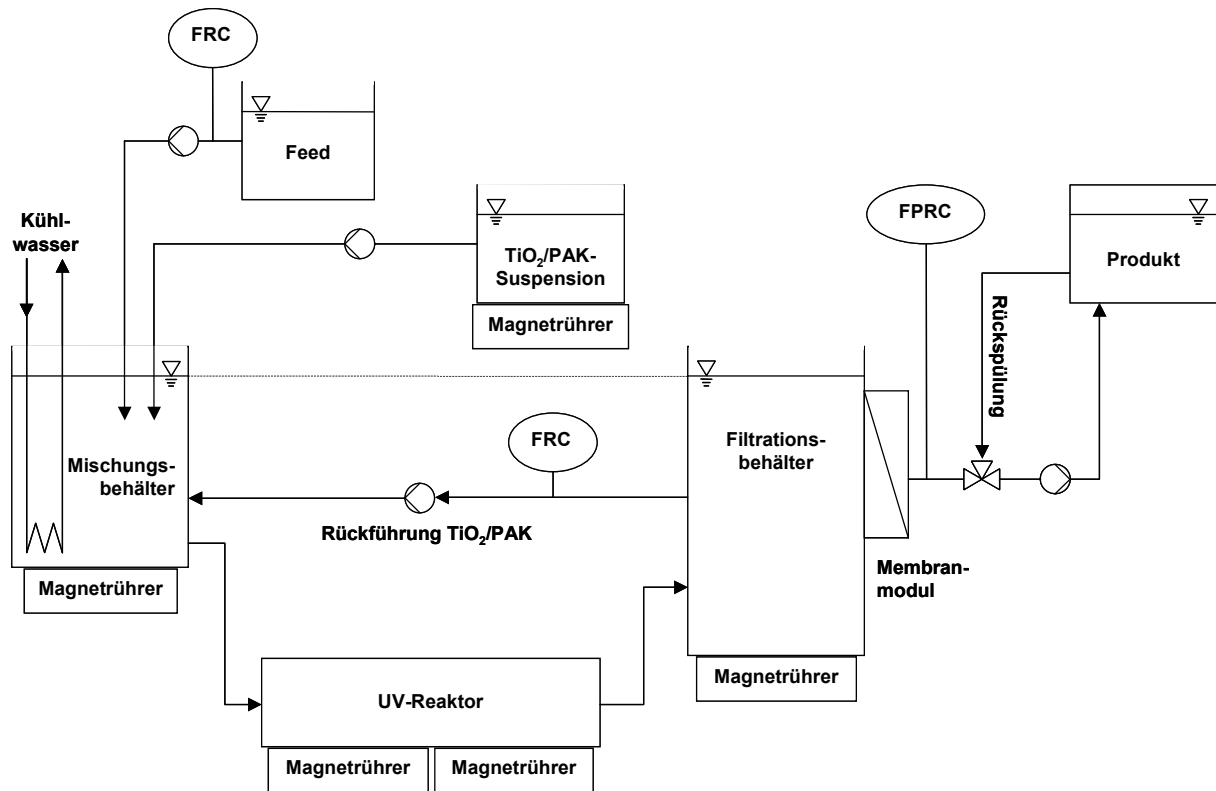 FRC
Feed
Kühl-
wasser
TiO₂/PAK-
Suspension
Magnetrührer
FPRC
Produkt
Rückspülung
Mischungs-
behälter
FRC
Filtrations-
behälter
Rückführung TiO₂/PAK
Magnetrührer
Membran-
modul
UV-Reaktor
Magnetrührer
Magnetrührer
Magnetrührer